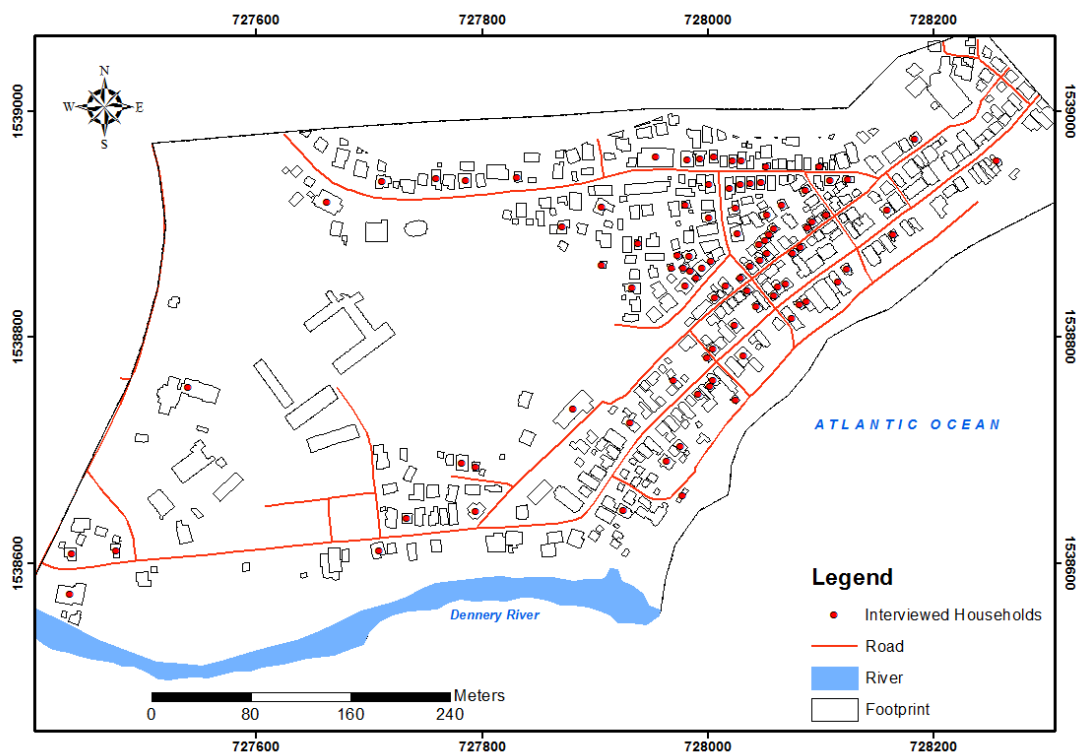 727600 727800 728000 728200
N
W E
S
1539000 1539000
1538800 1538800
ATLANTIC OCEAN
1538600 1538600
Legend
Interviewed Households
Dennery River
Road
River
Meters
Footprint
0 80 160 240
727600 727800 728000 728200